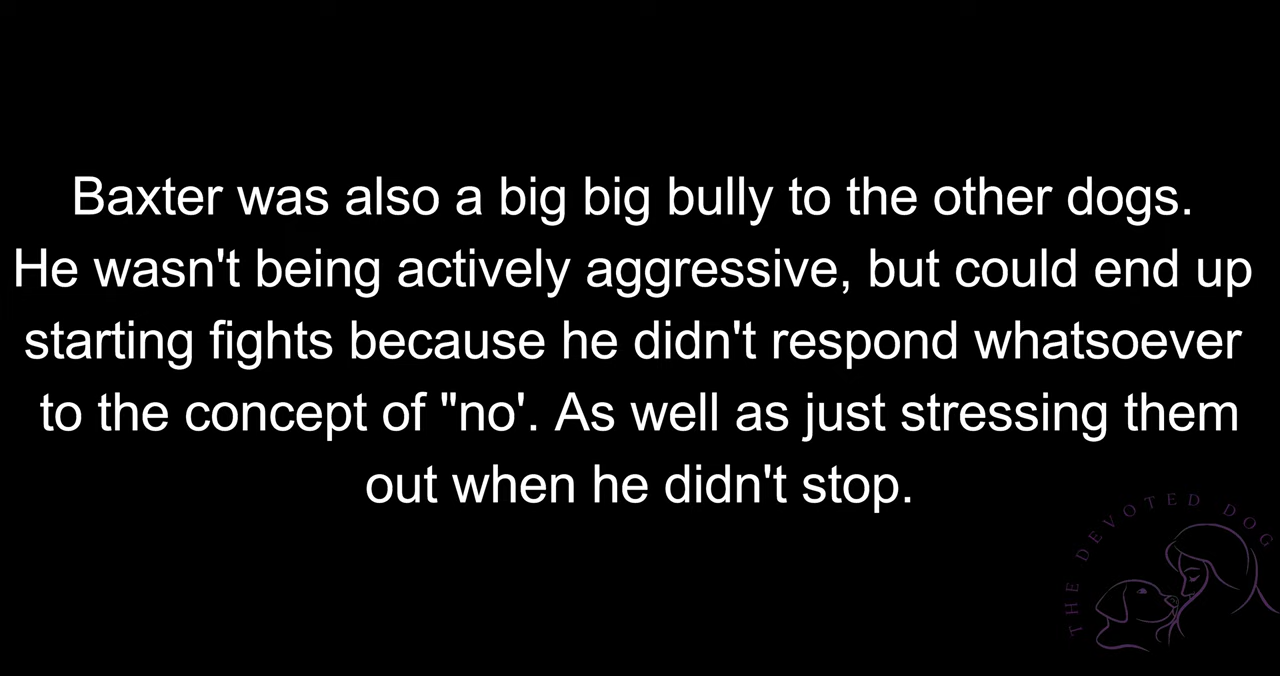 Baxter was also a big big bully to the other dogs.
He wasn't being actively aggressive, but could end up
starting fights because he didn't respond whatsoever
to the concept of "no'. As well as just stressing them
out when he didn't stop.
THE DEVOTED DOG